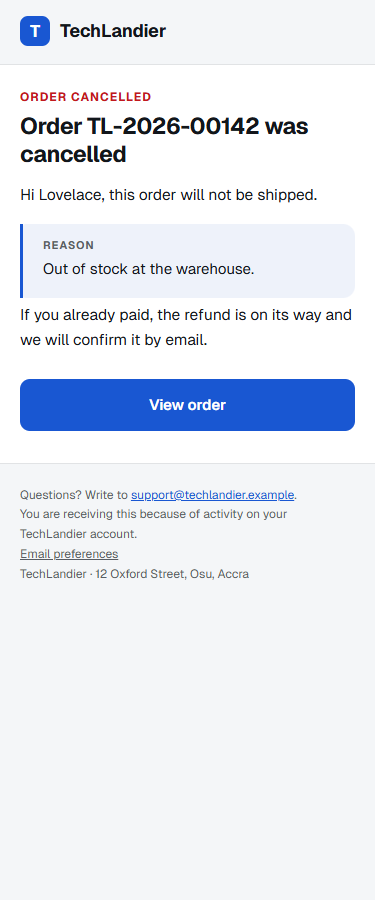 T TechLandier
ORDER CANCELLED
Order TL-2026-00142 was
cancelled
Hi Lovelace, this order will not be shipped.
REASON
Out of stock at the warehouse.
If you already paid, the refund is on its way and
we will confirm it by email.
View order
Questions? Write to support@techlandier.example.
You are receiving this because of activity on your
TechLandier account.
Email preferences
TechLandier · 12 Oxford Street, Osu, Accra